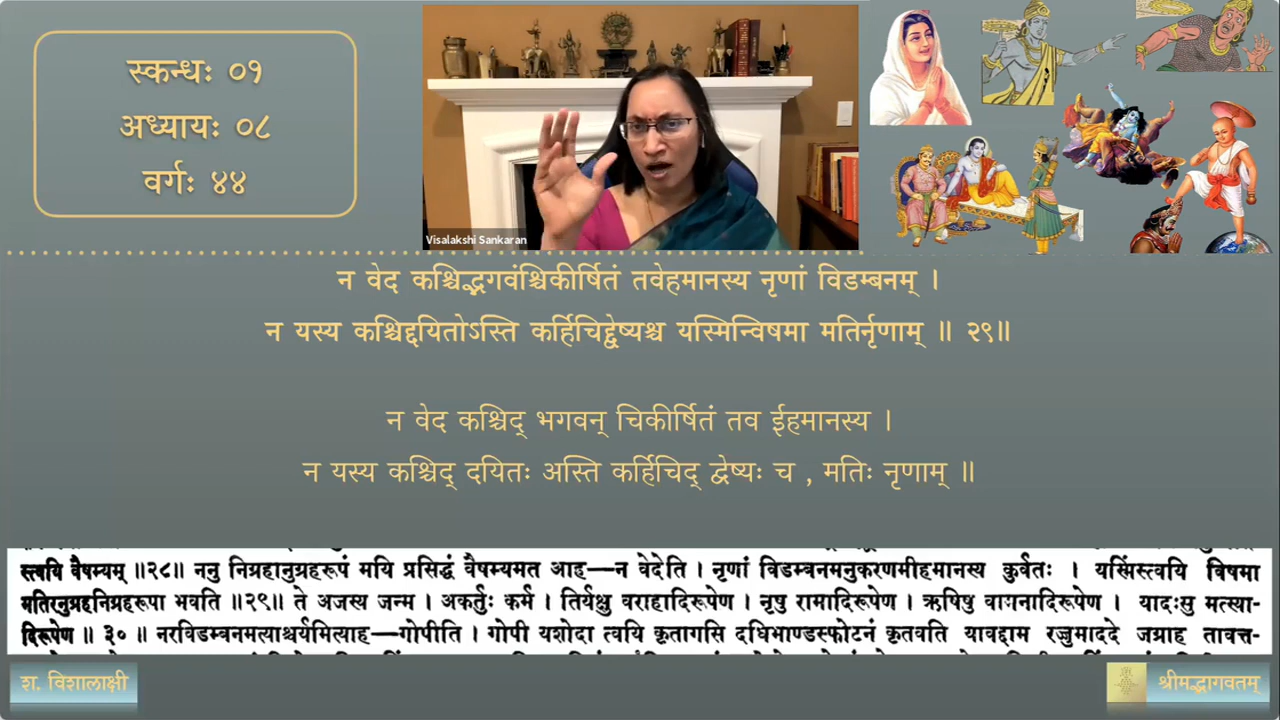 स्कन्धः ०१
अध्यायः ०८
वर्गः ४४
Visalakshi Sankaran
न वेद कश्चिद्भगवंश्चिकीर्षितं तवेहमानस्य नृणां विडम्बनम् ।
न यस्य कश्चिद्दयितोऽस्ति कर्हिचिद्द्वेष्यश्च यस्मिन्विषमा मतिर्नृणाम् ॥ २९॥
न वेद कश्चिद् भगवन् चिकीर्षितं तव ईहमानस्य ।
न यस्य कश्चिद् दयितः अस्ति कर्हिचिद् द्वेष्यः च , मतिः नृणाम् ॥
स्त्वयि वैषम्यम् ॥२८॥ ननु निग्रहानुग्रहरूपं मयि प्रसिद्धं वैषम्यमत आह—न वेदेति । नृणां विडम्बनमनुकरणमीहमानस्य कुर्वतः । यस्मिंस्त्वयि विषमा
मतिरनुग्रहनिग्रहरूपा भवति ॥२९॥ ते अजस्य जन्म । अकर्तुः कर्म । तिर्यक्षु वराहादिरूपेण । नृषु रामादिरूपेण । ऋषिषु वामनादिरूपेण । यादःसु मत्स्या-
दिरूपेण ॥ ३० ॥ नरविडम्बनमत्याश्चर्यमित्याह—गोपीति । गोपी यशोदा त्वयि कृतागसि दधिभाण्डस्फोटनं कृतवति यावद्दाम रज्जुमाददे जग्राह तावत्त-
श. विशालाक्षी
श्रीमद्भागवतम्